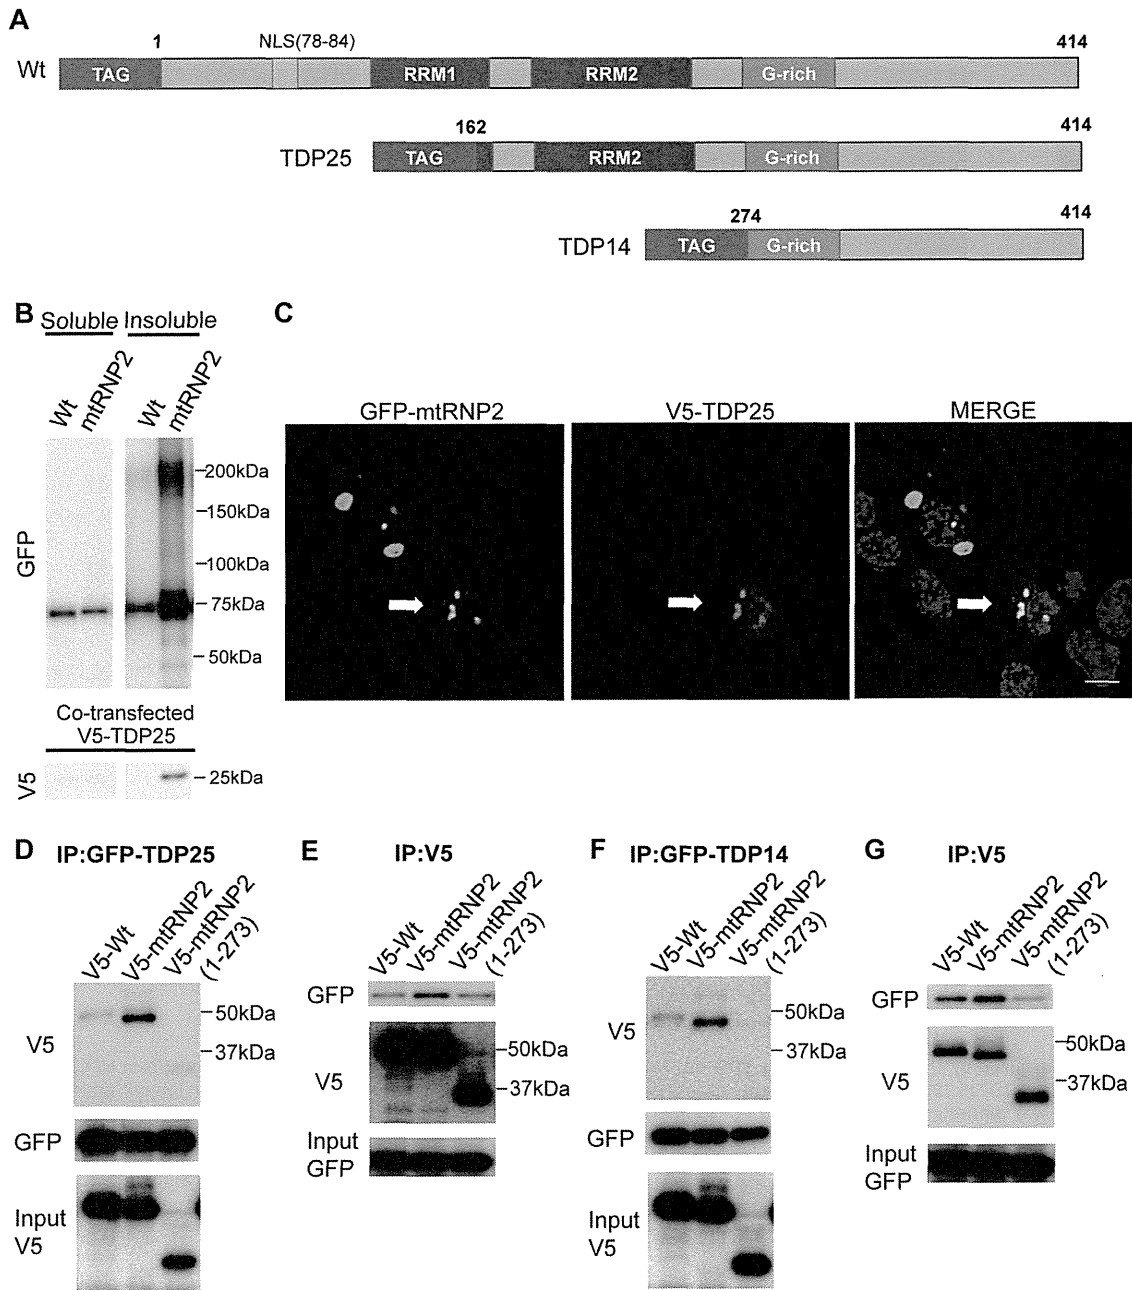 A
1
NLS(78-84)
414
Wt
TAG
RRM1
RRM2
G-rich
162
414
TDP25
TAG
RRM2
G-rich
274
414
TDP14
TAG
G-rich
B
Soluble
Insoluble
Wt
mtRNP2
Wt
mtRNP2
GFP
200kDa
150kDa
100kDa
75kDa
50kDa
Co-transfected
V5-TDP25
V5
25kDa
C
GFP-mtRNP2
V5-TDP25
MERGE
D
IP:GFP-TDP25
V5-Wt
V5-mtRNP2
V5-mtRNP2
(1-273)
V5
50kDa
37kDa
GFP
Input
V5
E
IP:V5
V5-Wt
V5-mtRNP2
V5-mtRNP2
(1-273)
GFP
V5
50kDa
37kDa
Input
GFP
F
IP:GFP-TDP14
V5-Wt
V5-mtRNP2
V5-mtRNP2
(1-273)
V5
50kDa
37kDa
GFP
Input
V5
G
IP:V5
V5-Wt
V5-mtRNP2
V5-mtRNP2
(1-273)
GFP
V5
50kDa
37kDa
Input
GFP